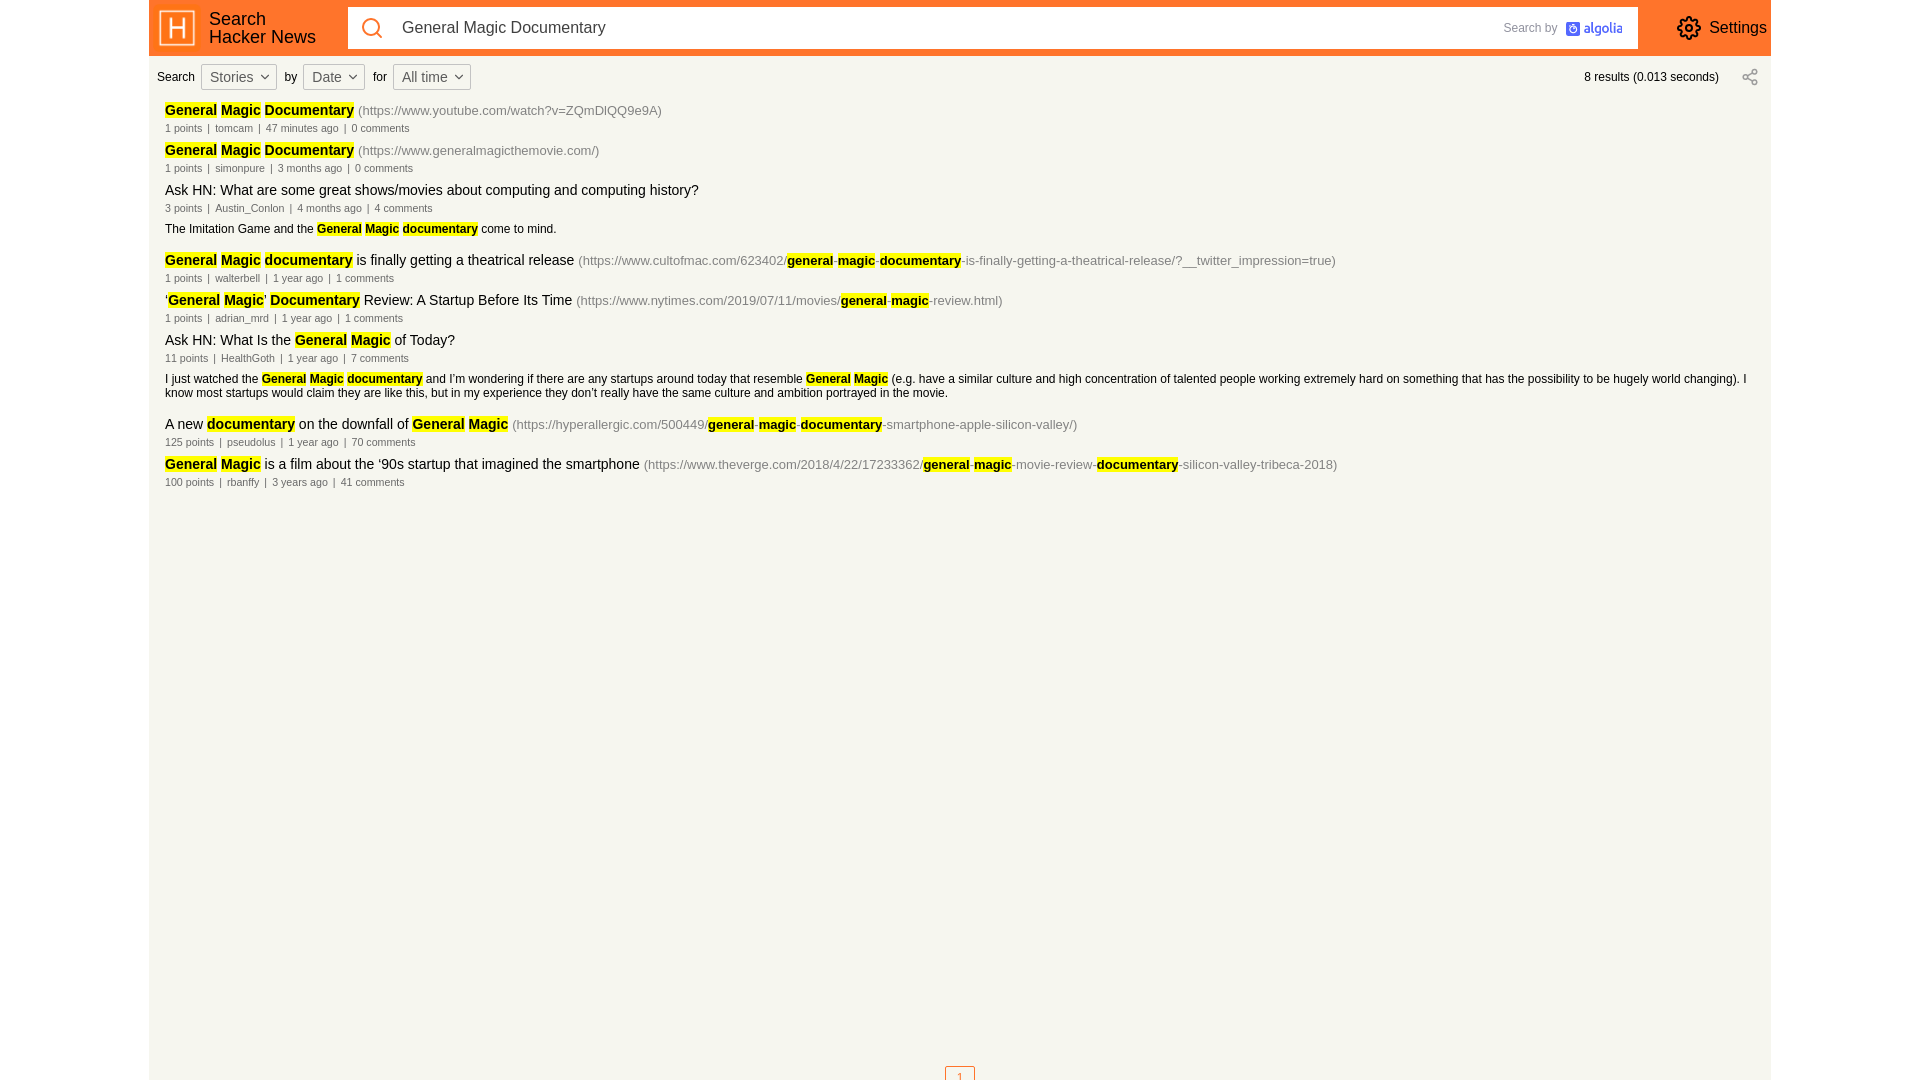 Search
Hacker News
General Magic Documentary
Search by algolia
Settings
Search Stories by Date for All time
8 results (0.013 seconds)
General Magic Documentary (https://www.youtube.com/watch?v=ZQmDlQQ9e9A)
1 points | tomcam | 47 minutes ago | 0 comments
General Magic Documentary (https://www.generalmagicthemovie.com/)
1 points | simonpure | 3 months ago | 0 comments
Ask HN: What are some great shows/movies about computing and computing history?
3 points | Austin_Conlon | 4 months ago | 4 comments
The Imitation Game and the General Magic documentary come to mind.
General Magic documentary is finally getting a theatrical release (https://www.cultofmac.com/623402/general-magic-documentary-is-finally-getting-a-theatrical-release/?__twitter_impression=true)
1 points | walterbell | 1 year ago | 1 comments
‘General Magic’ Documentary Review: A Startup Before Its Time (https://www.nytimes.com/2019/07/11/movies/general-magic-review.html)
1 points | adrian_mrd | 1 year ago | 1 comments
Ask HN: What Is the General Magic of Today?
11 points | HealthGoth | 1 year ago | 7 comments
I just watched the General Magic documentary and I’m wondering if there are any startups around today that resemble General Magic (e.g. have a similar culture and high concentration of talented people working extremely hard on something that has the possibility to be hugely world changing). I
know most startups would claim they are like this, but in my experience they don’t really have the same culture and ambition portrayed in the movie.
A new documentary on the downfall of General Magic (https://hyperallergic.com/500449/general-magic-documentary-smartphone-apple-silicon-valley/)
125 points | pseudolus | 1 year ago | 70 comments
General Magic is a film about the ‘90s startup that imagined the smartphone (https://www.theverge.com/2018/4/22/17233362/general-magic-movie-review-documentary-silicon-valley-tribeca-2018)
100 points | rbanffy | 3 years ago | 41 comments
1